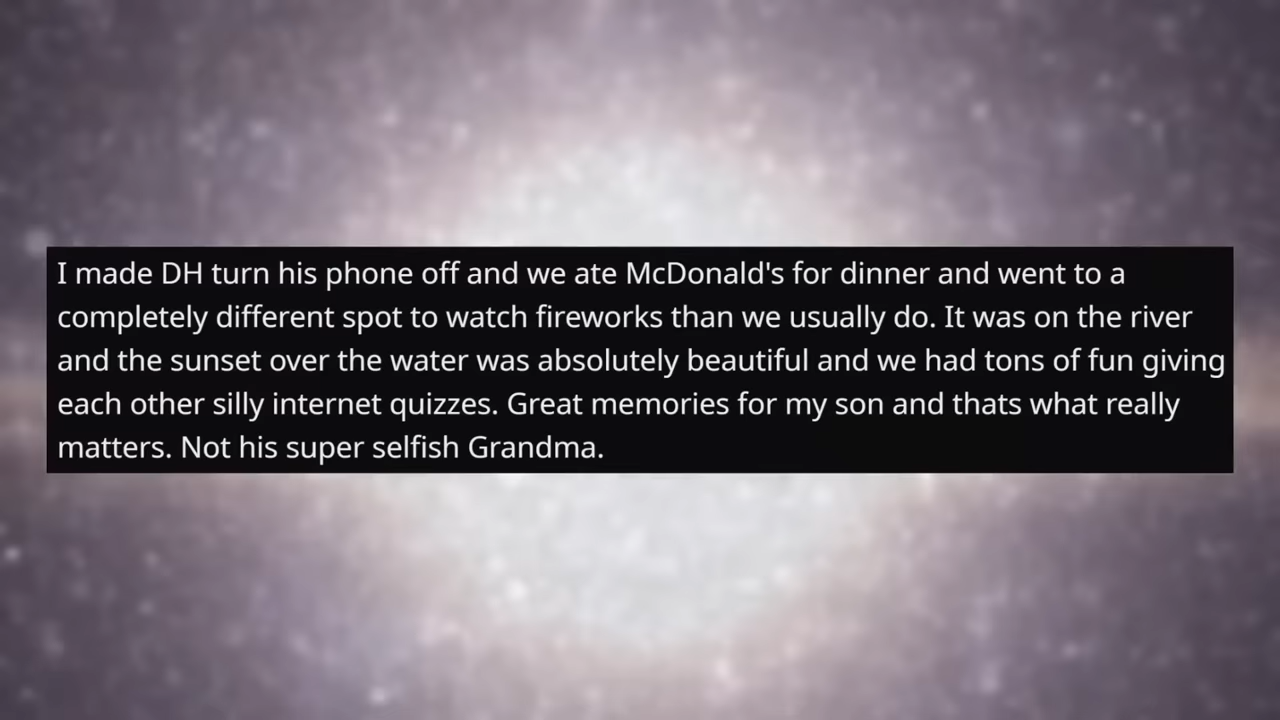 I made DH turn his phone off and we ate McDonald's for dinner and went to a
completely different spot to watch fireworks than we usually do. It was on the river
and the sunset over the water was absolutely beautiful and we had tons of fun giving
each other silly internet quizzes. Great memories for my son and thats what really
matters. Not his super selfish Grandma.